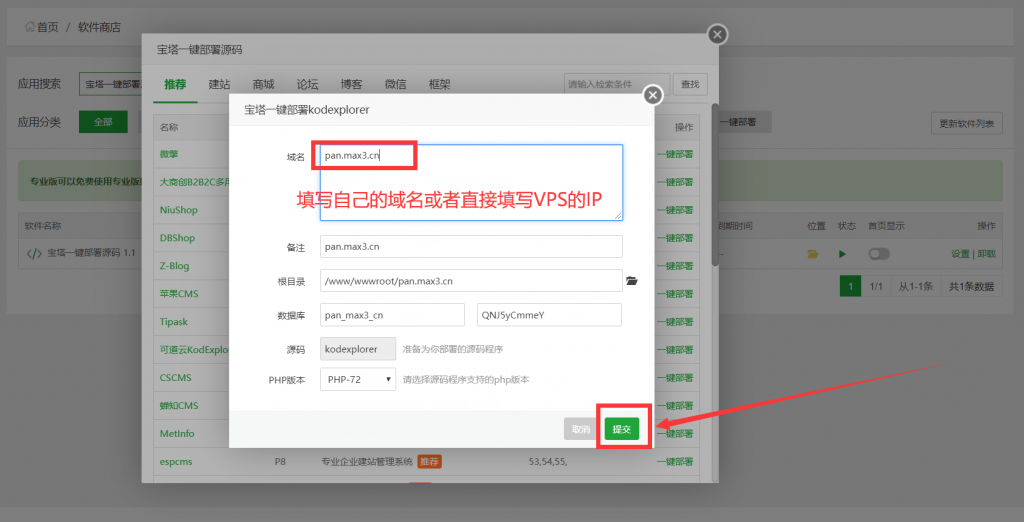 首页 / 软件商店
宝塔一键部署源码
应用搜索
宝塔一键部署
推荐 建站 商城 论坛 博客 微信 框架
请输入检索条件
查找
应用分类
全部
一键部署
更新软件列表
宝塔一键部署kodexplorer
名称
操作
域名
pan.max3.cn
填写自己的域名或者直接填写VPS的IP
微擎
一键部署
大商创B2B2C多用
一键部署
专业版可以免费使用专业版
NiuShop
一键部署
软件名称
到期时间 位置 状态 首页显示 操作
DBShop
一键部署
备注
pan.max3.cn
宝塔一键部署源码 1.1
--
设置 | 卸载
Z-Blog
一键部署
根目录
/www/wwwroot/pan.max3.cn
1 1/1 从1-1条 共1条数据
苹果CMS
一键部署
数据库
pan_max3_cn
QNJ5yCmmeY
Tipask
一键部署
源码
kodexplorer
准备为你部署的源码程序
可道云KodExplo
一键部署
PHP版本
PHP-72
请选择源码程序支持的php版本
CSCMS
一键部署
蝉知CMS
一键部署
取消
提交
MetInfo
一键部署
espcms P8 专业企业建站管理系统 推荐 53,54,55, 一键部署